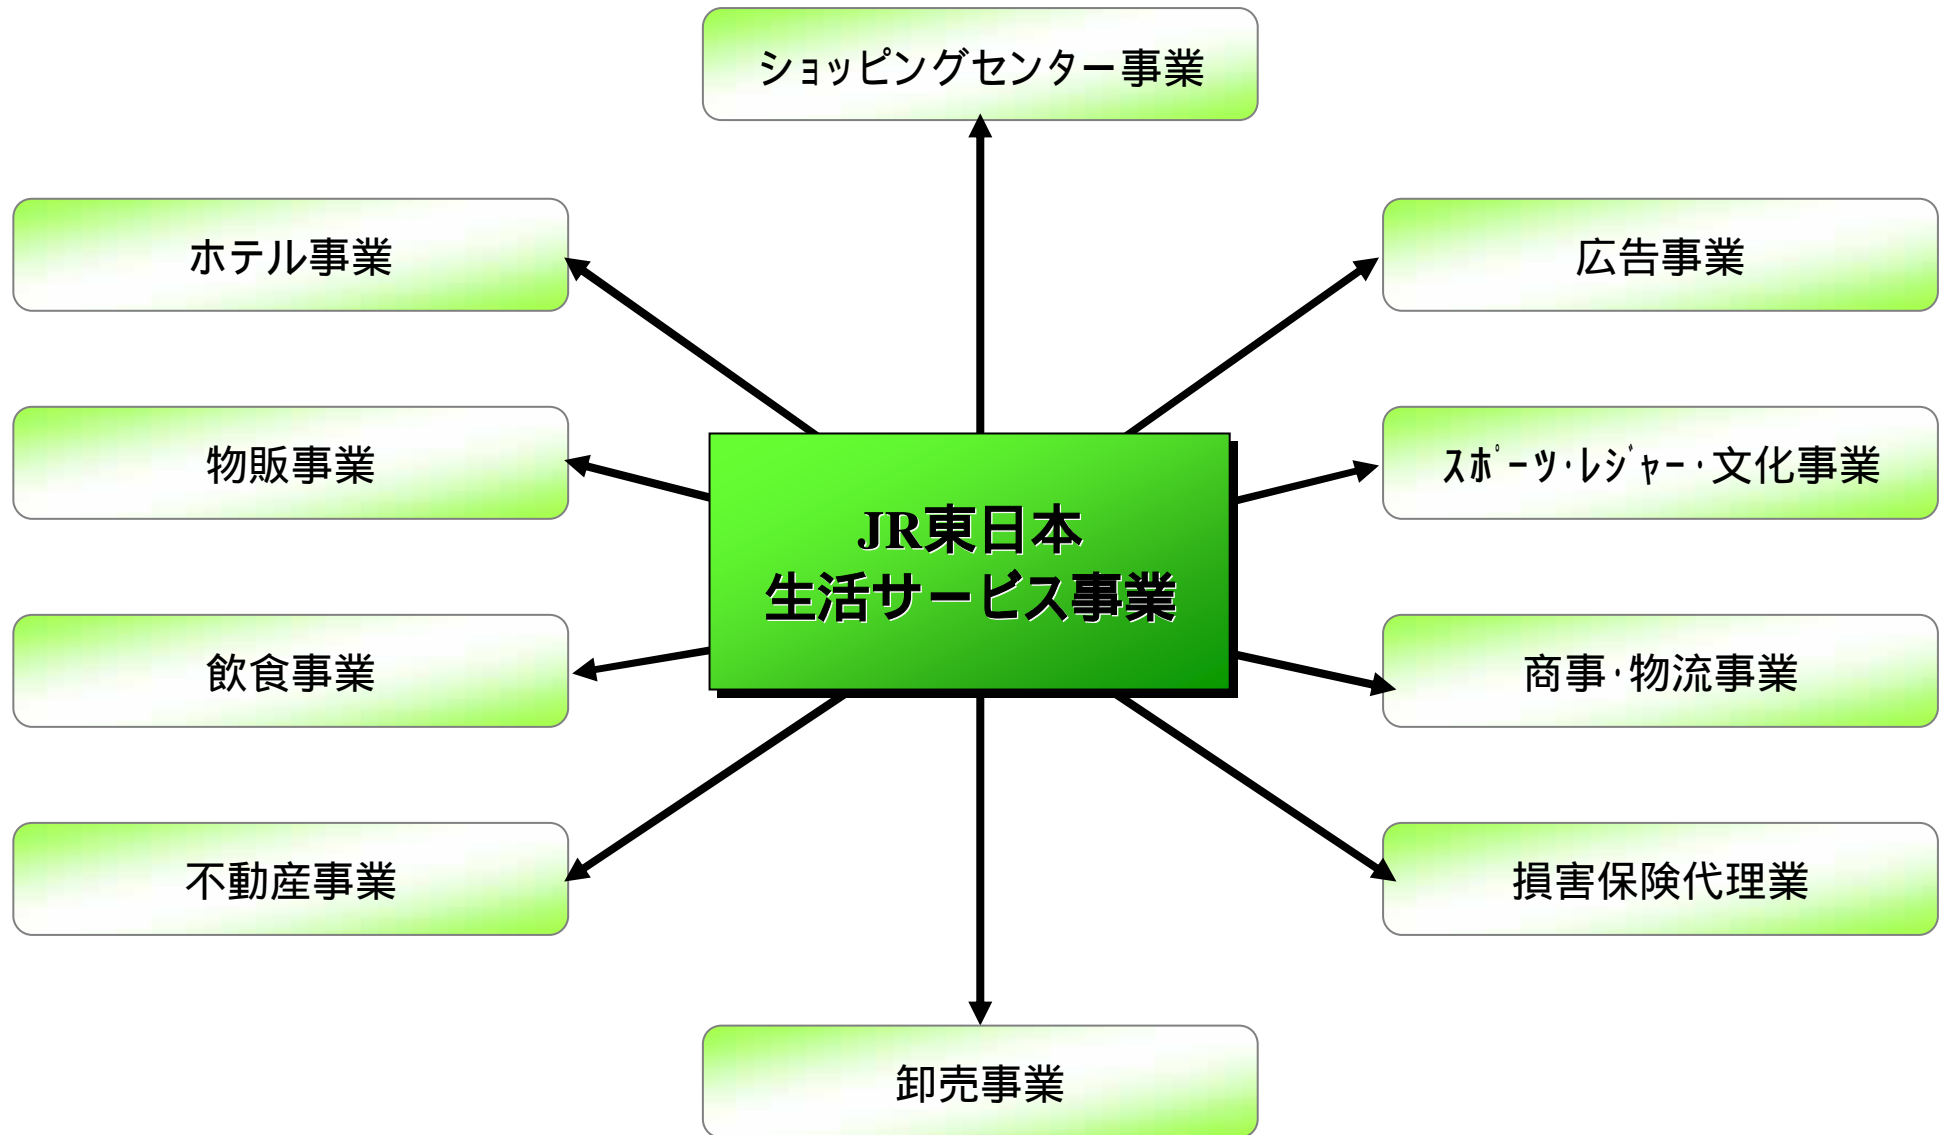 ショッピングセンター事業
ホテル事業
広告事業
物販事業
スポーツ・レジャー・文化事業
JR東日本
生活サービス事業
飲食事業
商事・物流事業
不動産事業
損害保険代理業
卸売事業